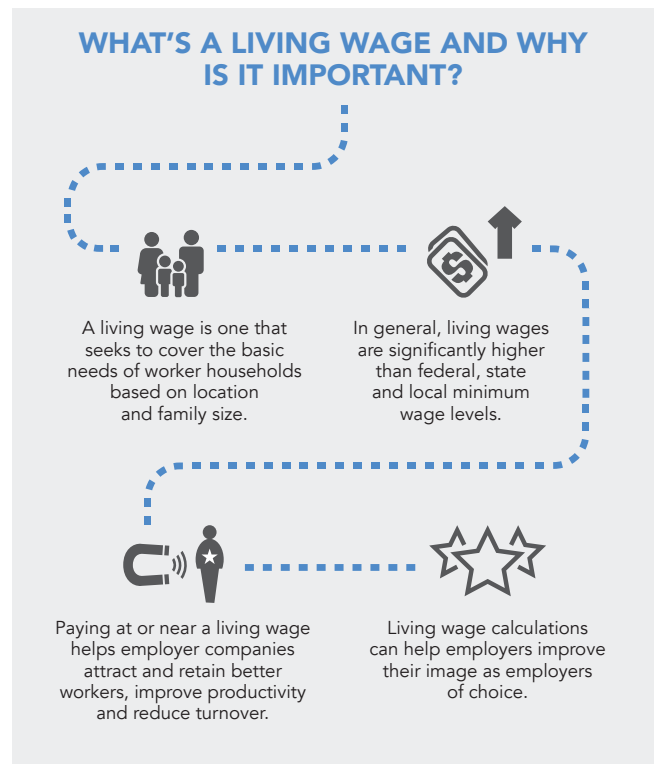 WHAT'S A LIVING WAGE AND WHY
IS IT IMPORTANT?
A living wage is one that
seeks to cover the basic
needs of worker households
based on location
and family size.
In general, living wages
are significantly higher
than federal, state
and local minimum
wage levels.
Paying at or near a living wage
helps employer companies
attract and retain better
workers, improve productivity
and reduce turnover.
Living wage calculations
can help employers improve
their image as employers
of choice.